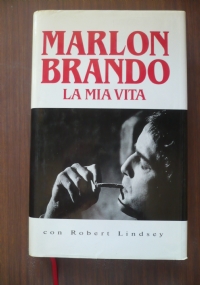 MARLON
BRANDO
LA MIA VITA
con Robert Lindsey